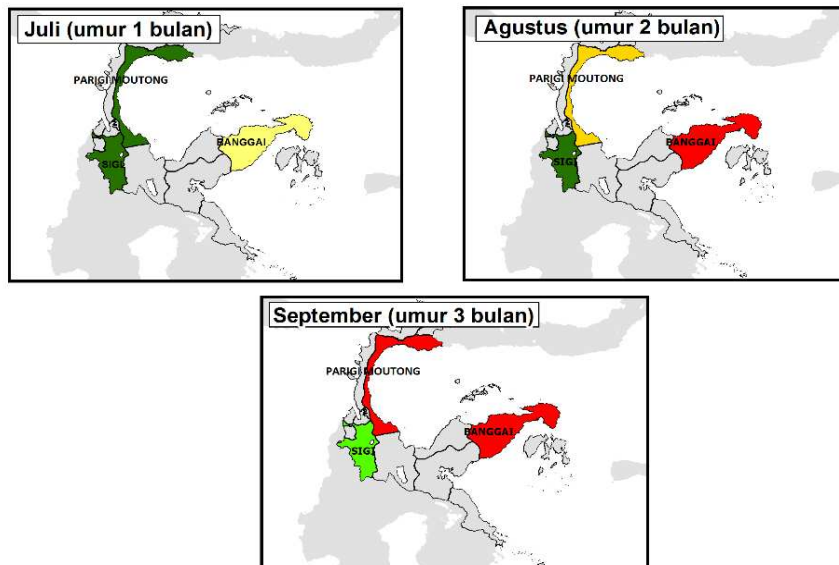 Juli (umur 1 bulan)
PARIGI MOUTONG
BANGGAI
SIGI
Agustus (umur 2 bulan)
PARIGI MOUTONG
BANGGAI
SIGI
September (umur 3 bulan)
PARIGI MOUTONG
BANGGAI
SIGI